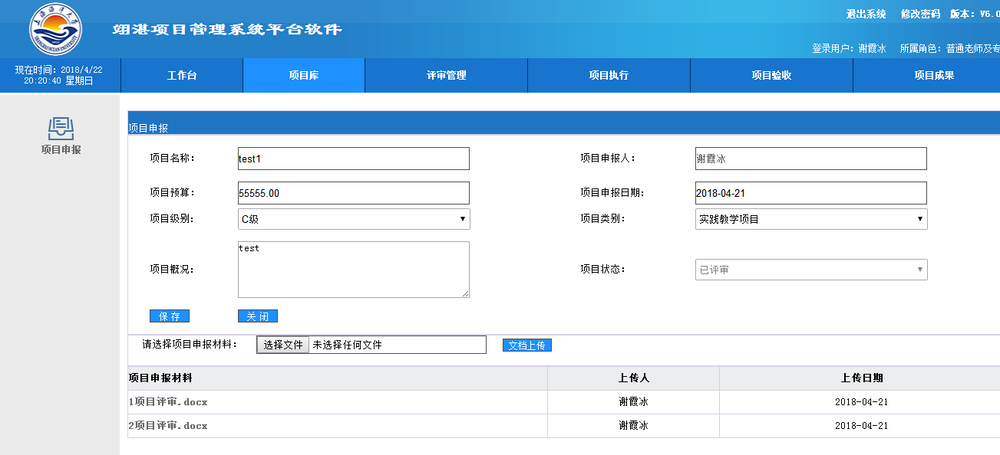 退出系统 修改密码 版本: V6.0
翊湛项目管理系统平台软件
登录用户: 谢霞冰 所属角色: 普通老师及专
现在时间: 2018/4/22
20:20:40 星期日
工作台 项目库 评审管理 项目执行 项目验收 项目成果
项目申报
项目申报
项目名称: test1 项目申报人: 谢霞冰
项目预算: 55555.00 项目申报日期: 2018-04-21
项目级别: C级 项目类别: 实践教学项目
项目概况: test 项目状态: 已评审
保存 关闭
请选择项目申报材料: 选择文件 未选择任何文件 文档上传
项目申报材料 上传人 上传日期
1项目评审.docx 谢霞冰 2018-04-21
2项目评审.docx 谢霞冰 2018-04-21